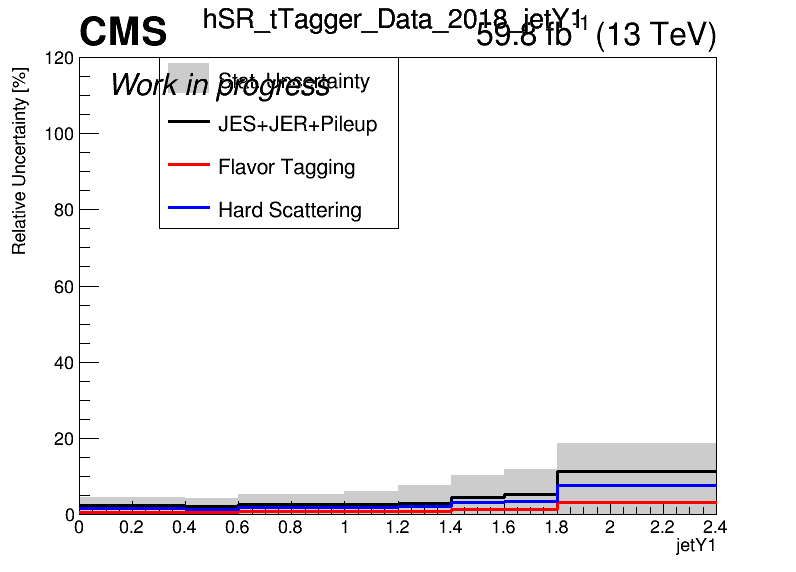 hSR_tTagger_Data_2018_jetY1
CMS
59.8 fb-1 (13 TeV)
Work in progress
Stat. Uncertainty
JES+JER+Pileup
Flavor Tagging
Hard Scattering
Relative Uncertainty [%]
120
100
80
60
40
20
0
0 0.2 0.4 0.6 0.8 1 1.2 1.4 1.6 1.8 2 2.2 2.4
jetY1